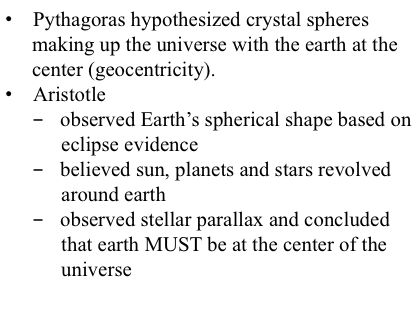 • Pythagoras hypothesized crystal spheres
making up the universe with the earth at the
center (geocentricity).
• Aristotle
– observed Earth's spherical shape based on
eclipse evidence
– believed sun, planets and stars revolved
around earth
– observed stellar parallax and concluded
that earth MUST be at the center of the
universe